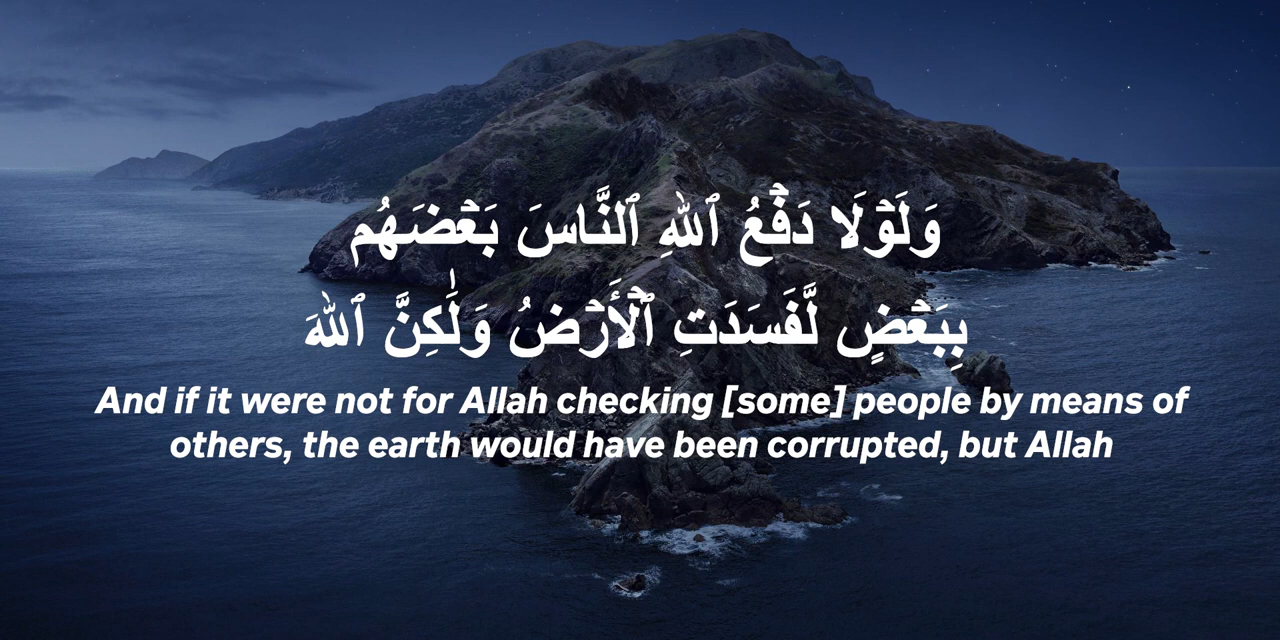 وَلَوۡلَا دَفۡعُ ٱللَّهِ ٱلنَّاسَ بَعۡضَهُم
بِبَعۡضٖ لَّفَسَدَتِ ٱلۡأَرۡضُ وَلَٰكِنَّ ٱللَّهَ
And if it were not for Allah checking [some] people by means of
others, the earth would have been corrupted, but Allah